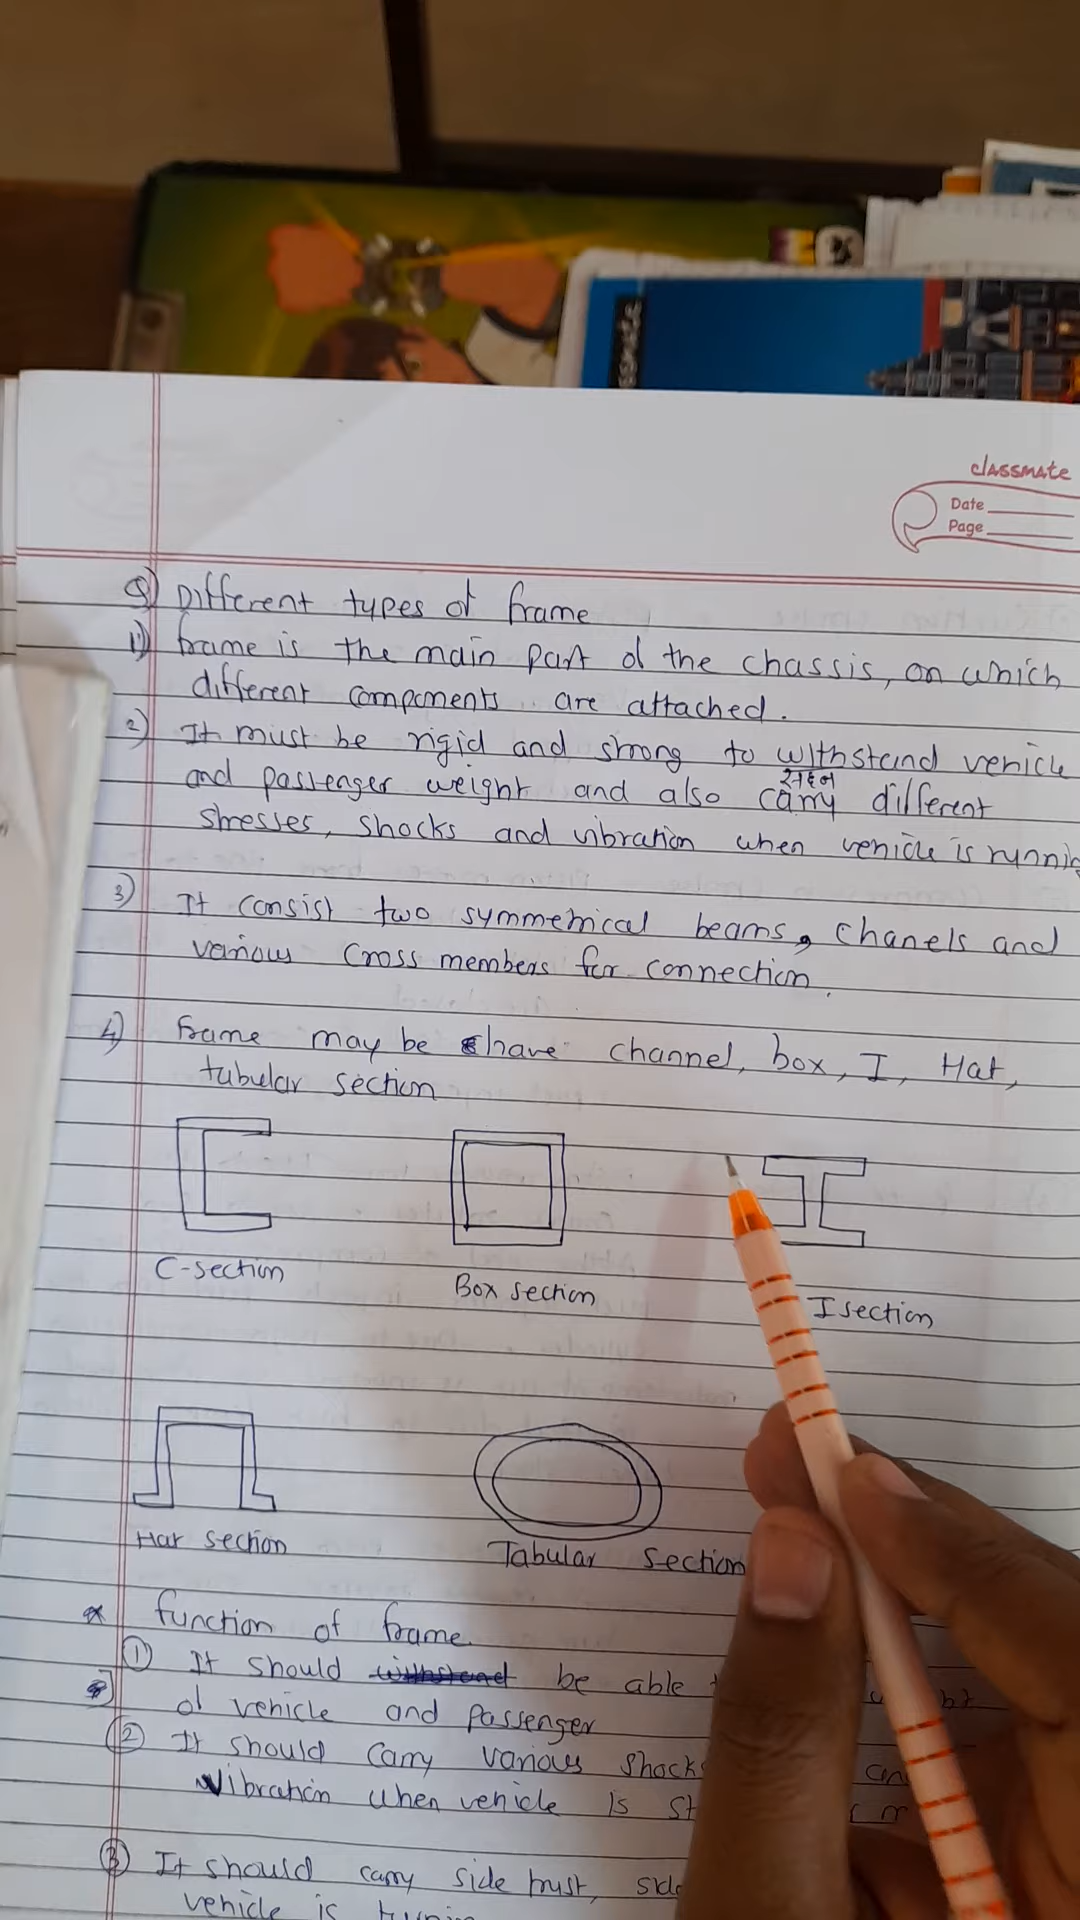 classmate
Date
Page
5) Different types of frame
1) frame is the main part of the chassis, on which
different components are attached.
2) It must be rigid and strong to withstand vehicle
सहन
and passenger weight and also carry different
stresses, shocks and vibration when vehicle is runnin
3) It consist two symmetrical beams, chanels and
various cross members for connection.
4) Frame may be have channel, box, I, Hat,
tubular section
C-section
Box section
I section
Hat section
Tabular section
* function of frame
① It should be able
of vehicle and passenger
② It should carry various shocks
vibration when vehicle is
③ It should carry side trust,
vehicle is